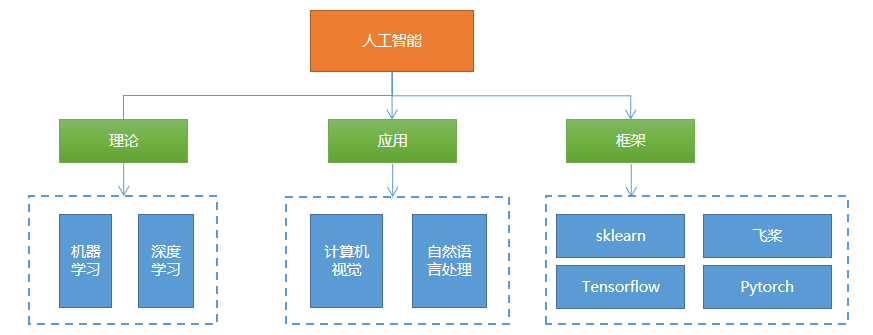 人工智能
理论
应用
框架
机器
学习
深度
学习
计算机
视觉
自然语
言处理
sklearn
飞桨
Tensorflow
Pytorch